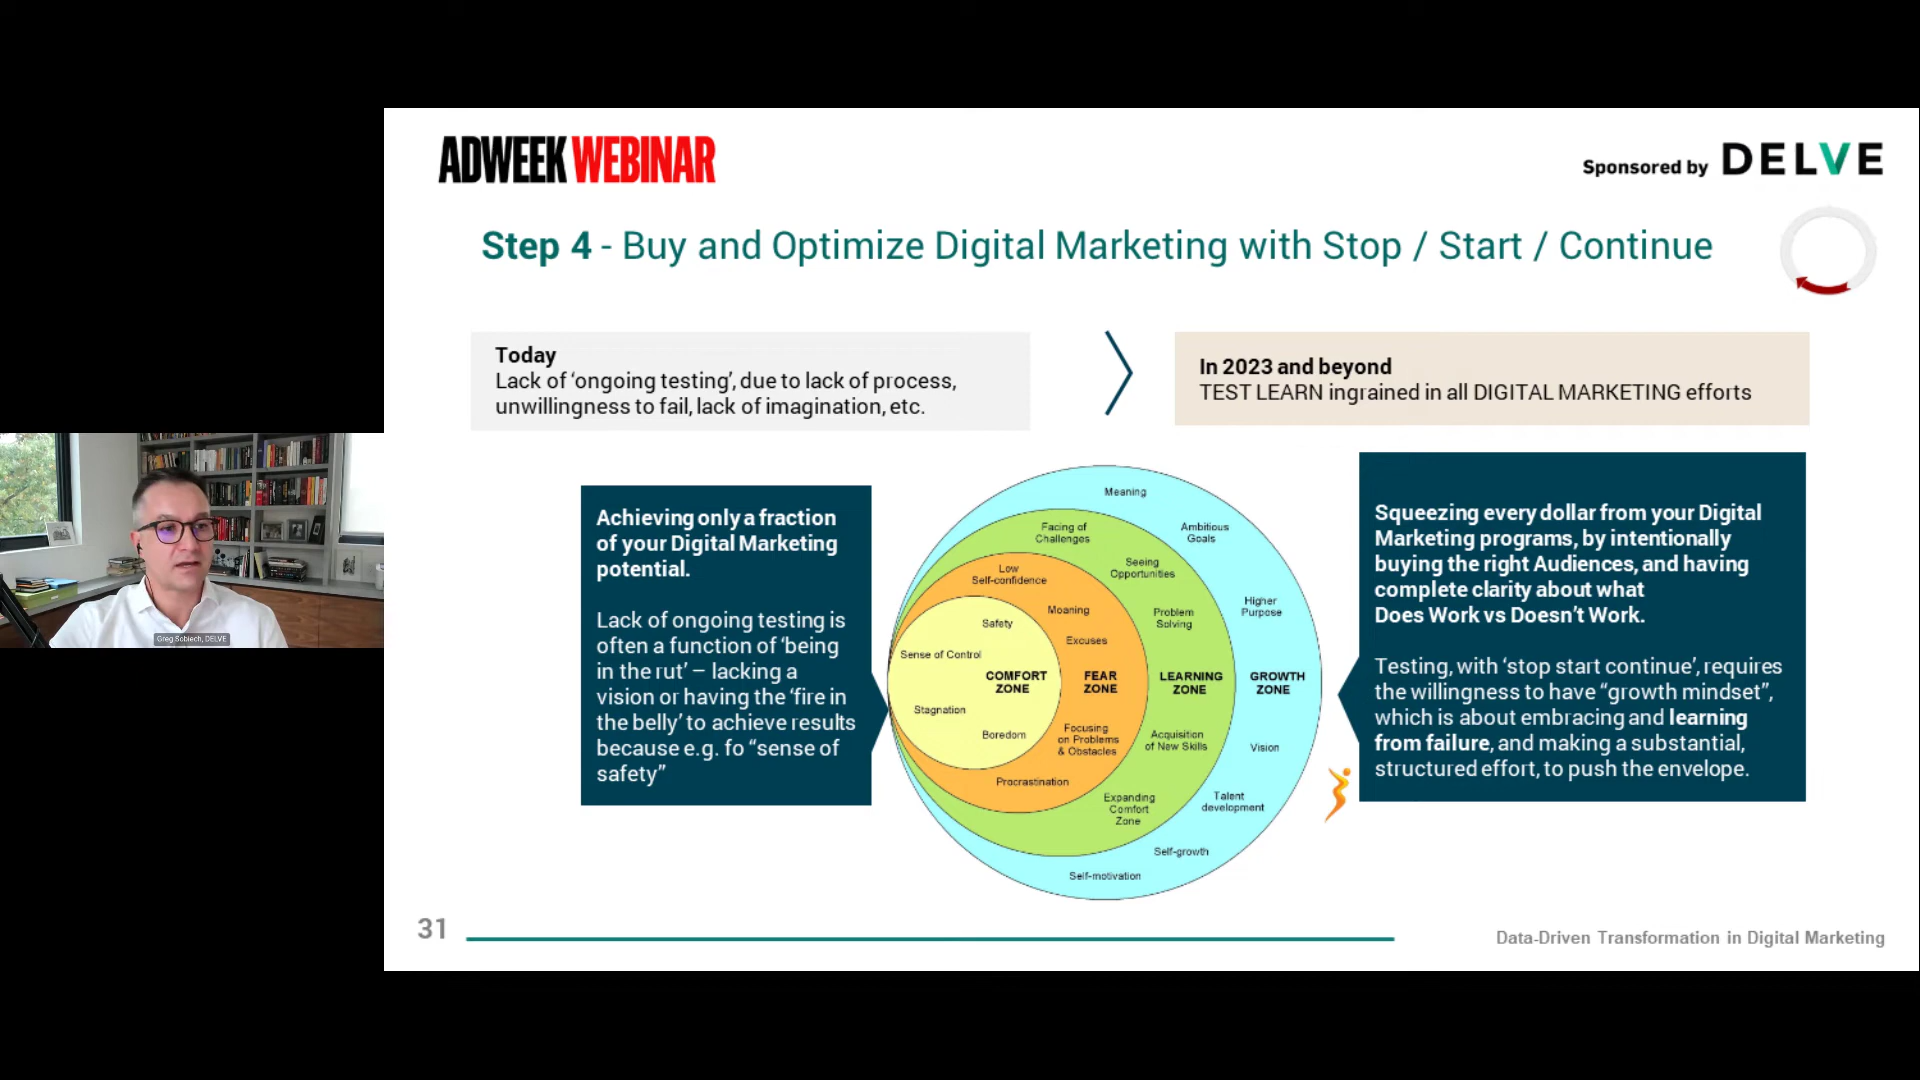 ADWEEK WEBINAR
Sponsored by DELVE
Step 4 - Buy and Optimize Digital Marketing with Stop / Start / Continue
Today
Lack of ‘ongoing testing’, due to lack of process,
unwillingness to fail, lack of imagination, etc.
In 2023 and beyond
TEST LEARN ingrained in all DIGITAL MARKETING efforts
Achieving only a fraction
of your Digital Marketing
potential.
Lack of ongoing testing is
often a function of ‘being
in the rut’ – lacking a
vision or having the ‘fire in
the belly’ to achieve results
because e.g. fo “sense of
safety”
Meaning
Ambitious
Goals
Higher
Purpose
GROWTH
ZONE
Vision
Talent
development
Self-growth
Self-motivation
Facing of
Challenges
Seeing
Opportunities
Problem
Solving
LEARNING
ZONE
Acquisition
of New Skills
Expanding
Comfort
Zone
Low
Self-confidence
Moaning
Excuses
FEAR
ZONE
Focusing
on Problems
& Obstacles
Procrastination
Safety
Sense of Control
COMFORT
ZONE
Stagnation
Boredom
Squeezing every dollar from your Digital
Marketing programs, by intentionally
buying the right Audiences, and having
complete clarity about what
Does Work vs Doesn’t Work.
Testing, with ‘stop start continue’, requires
the willingness to have “growth mindset”,
which is about embracing and learning
from failure, and making a substantial,
structured effort, to push the envelope.
Greg Sobiech, DELVE
31
Data-Driven Transformation in Digital Marketing